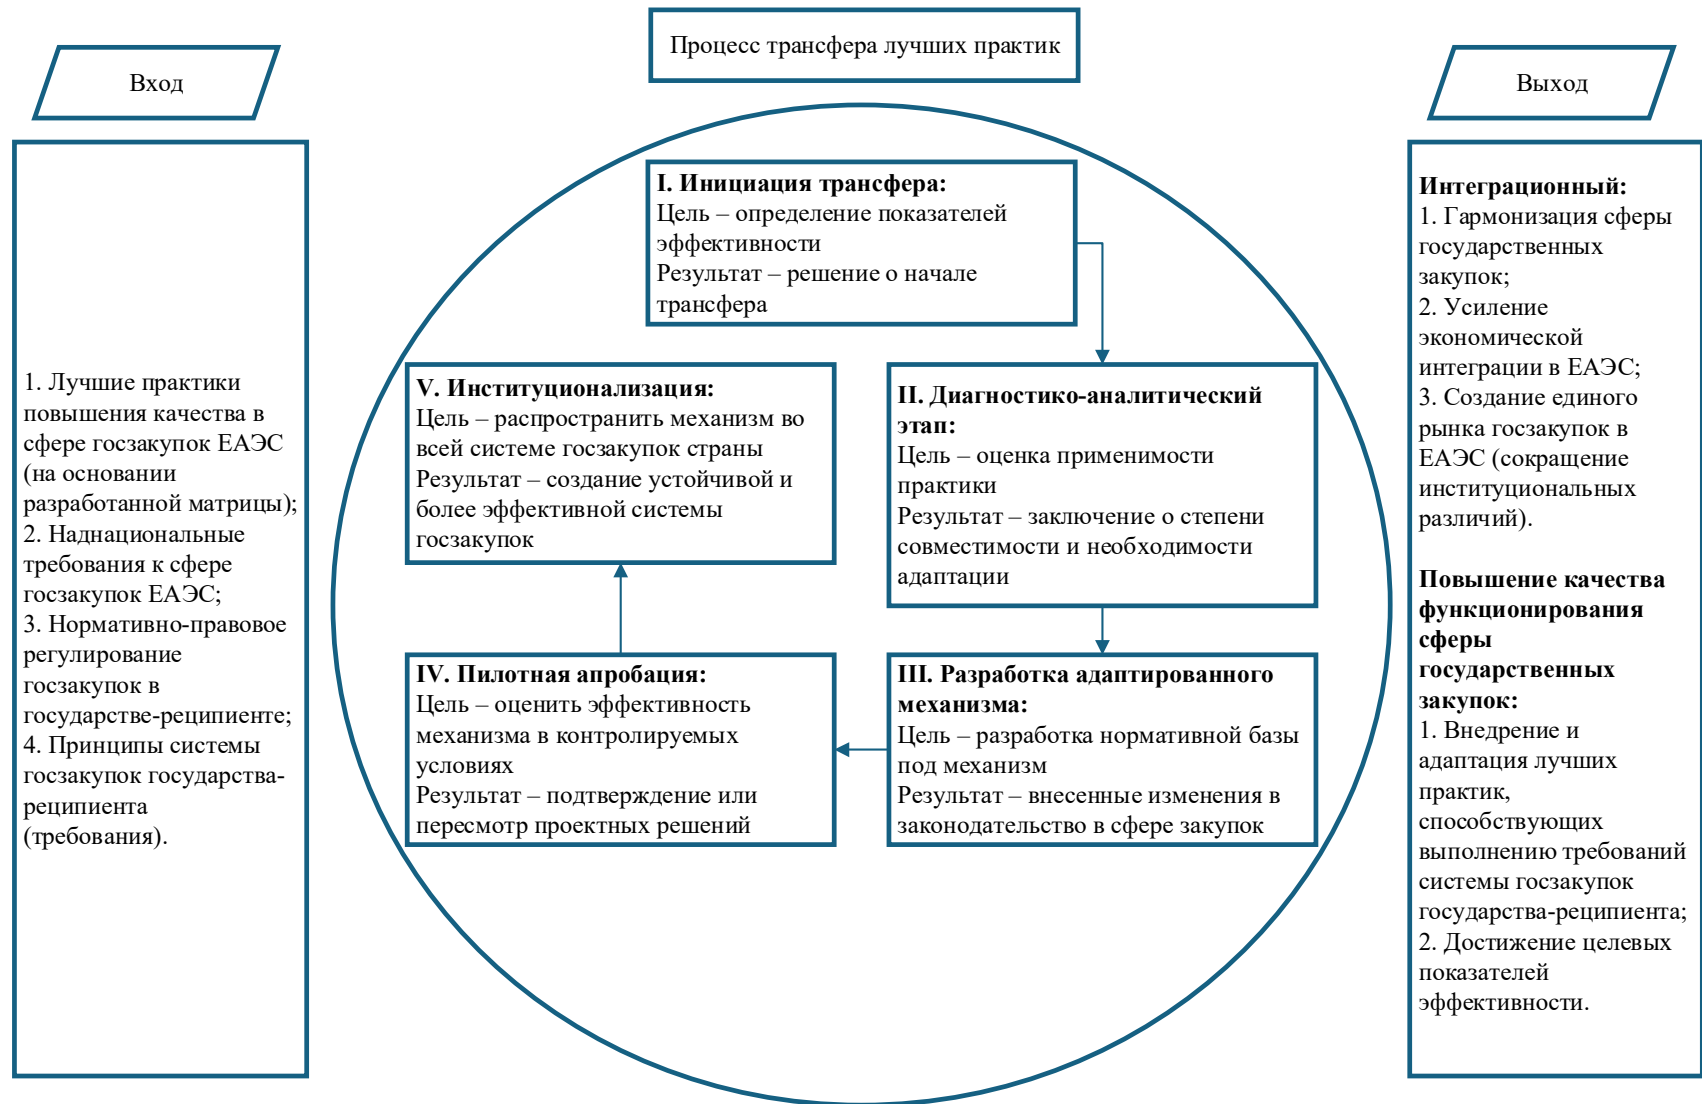 Процесс трансфера лучших практик
Вход
1. Лучшие практики
повышения качества в
сфере госзакупок ЕАЭС
(на основании
разработанной матрицы);
2. Наднациональные
требования к сфере
госзакупок ЕАЭС;
3. Нормативно-правовое
регулирование
госзакупок в
государстве-реципиенте;
4. Принципы системы
госзакупок государства-
реципиента
(требования).
I. Инициация трансфера:
Цель – определение показателей
эффективности
Результат – решение о начале
трансфера
II. Диагностико-аналитический
этап:
Цель – оценка применимости
практики
Результат – заключение о степени
совместимости и необходимости
адаптации
III. Разработка адаптированного
механизма:
Цель – разработка нормативной базы
под механизм
Результат – внесенные изменения в
законодательство в сфере закупок
IV. Пилотная апробация:
Цель – оценить эффективность
механизма в контролируемых
условиях
Результат – подтверждение или
пересмотр проектных решений
V. Институционализация:
Цель – распространить механизм во
всей системе госзакупок страны
Результат – создание устойчивой и
более эффективной системы
госзакупок
Выход
Интеграционный:
1. Гармонизация сферы
государственных
закупок;
2. Усиление
экономической
интеграции в ЕАЭС;
3. Создание единого
рынка госзакупок в
ЕАЭС (сокращение
институциональных
различий).
Повышение качества
функционирования
сферы
государственных
закупок:
1. Внедрение и
адаптация лучших
практик,
способствующих
выполнению требований
системы госзакупок
государства-реципиента;
2. Достижение целевых
показателей
эффективности.